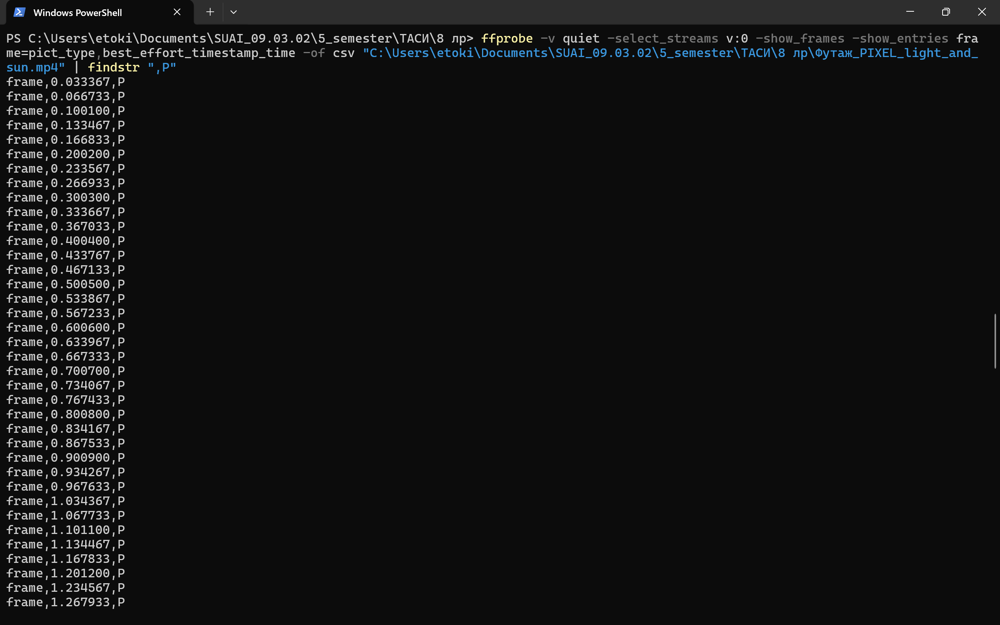 Windows PowerShell
PS C:\Users\etoki\Documents\SUAI_09.03.02\5_semester\ТАСИ\8 лр> ffprobe -v quiet -select_streams v:0 -show_frames -show_entries fra
me=pict_type,best_effort_timestamp_time -of csv "C:\Users\etoki\Documents\SUAI_09.03.02\5_semester\ТАСИ\8 лр\Футаж_PIXEL_light_and_
sun.mp4" | findstr ",P"
frame,0.033367,P
frame,0.066733,P
frame,0.100100,P
frame,0.133467,P
frame,0.166833,P
frame,0.200200,P
frame,0.233567,P
frame,0.266933,P
frame,0.300300,P
frame,0.333667,P
frame,0.367033,P
frame,0.400400,P
frame,0.433767,P
frame,0.467133,P
frame,0.500500,P
frame,0.533867,P
frame,0.567233,P
frame,0.600600,P
frame,0.633967,P
frame,0.667333,P
frame,0.700700,P
frame,0.734067,P
frame,0.767433,P
frame,0.800800,P
frame,0.834167,P
frame,0.867533,P
frame,0.900900,P
frame,0.934267,P
frame,0.967633,P
frame,1.034367,P
frame,1.067733,P
frame,1.101100,P
frame,1.134467,P
frame,1.167833,P
frame,1.201200,P
frame,1.234567,P
frame,1.267933,P